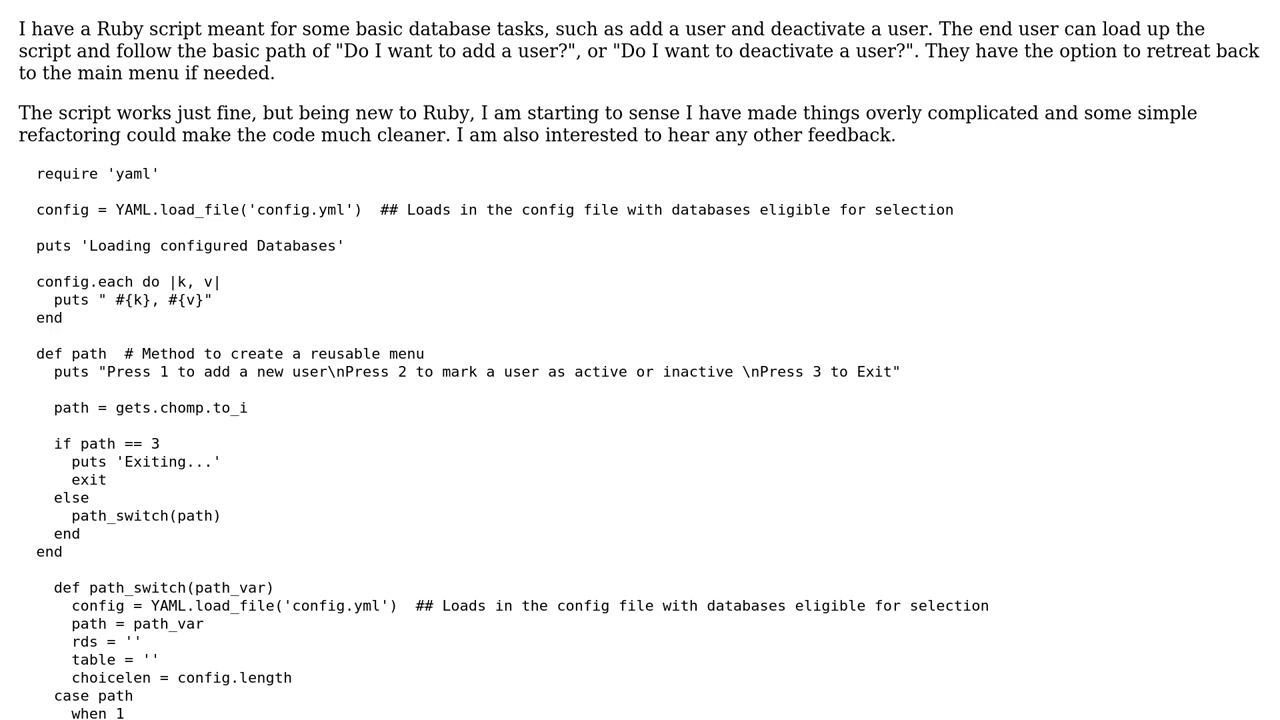 I have a Ruby script meant for some basic database tasks, such as add a user and deactivate a user. The end user can load up the
script and follow the basic path of "Do I want to add a user?", or "Do I want to deactivate a user?". They have the option to retreat back
to the main menu if needed.
The script works just fine, but being new to Ruby, I am starting to sense I have made things overly complicated and some simple
refactoring could make the code much cleaner. I am also interested to hear any other feedback.
require 'yaml'
config = YAML.load_file('config.yml')  ## Loads in the config file with databases eligible for selection
puts 'Loading configured Databases'
config.each do |k, v|
  puts " #{k}, #{v}"
end
def path  # Method to create a reusable menu
  puts "Press 1 to add a new user\nPress 2 to mark a user as active or inactive \nPress 3 to Exit"
  path = gets.chomp.to_i
  if path == 3
    puts 'Exiting...'
    exit
  else
    path_switch(path)
  end
end
  def path_switch(path_var)
    config = YAML.load_file('config.yml')  ## Loads in the config file with databases eligible for selection
    path = path_var
    rds = ''
    table = ''
    choicelen = config.length
  case path
    when 1